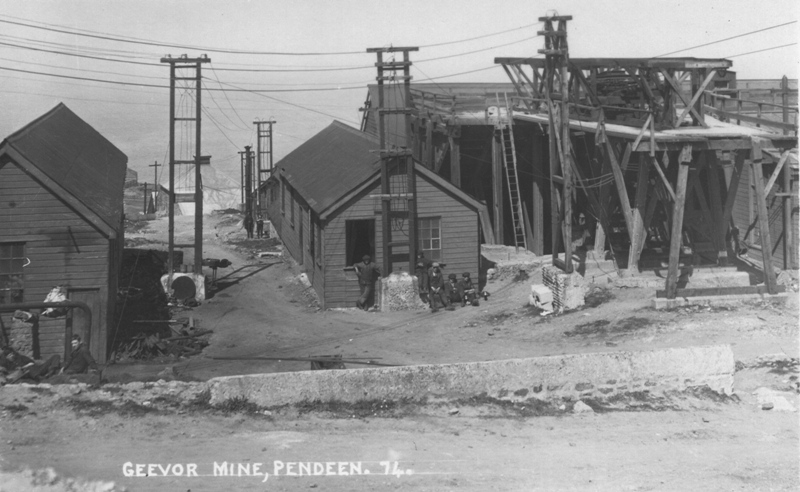 GEEVOR MINE, PENDEEN. 74.